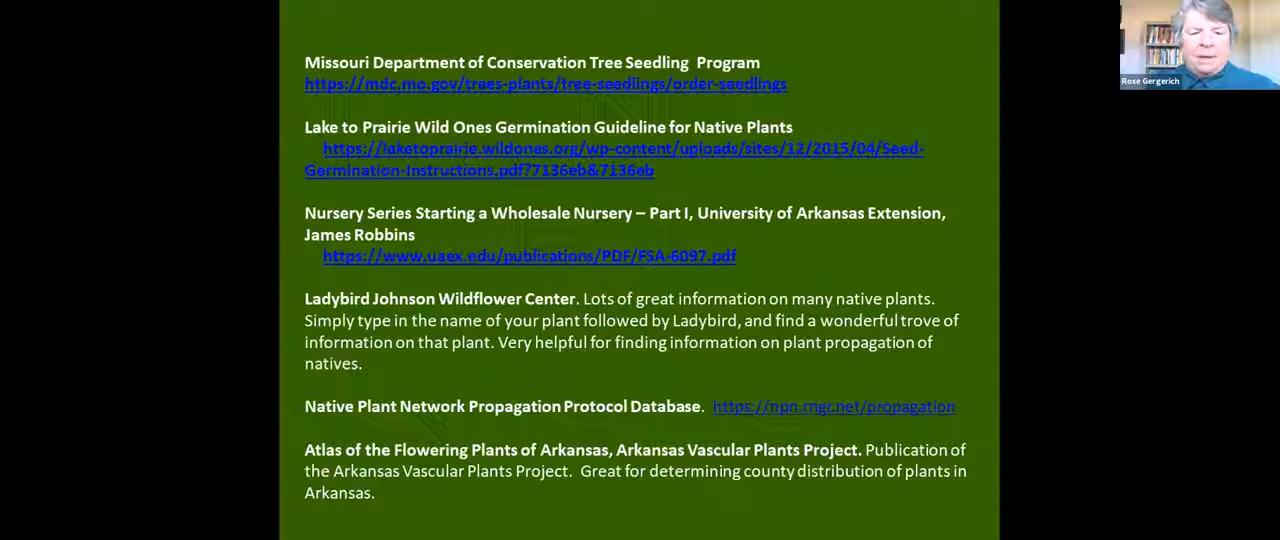 Missouri Department of Conservation Tree Seedling Program
https://mdc.mo.gov/trees-plants/tree-seedlings/order-seedlings
Lake to Prairie Wild Ones Germination Guideline for Native Plants
https://laketoprairie.wildones.org/wp-content/uploads/sites/12/2015/04/Seed-
Germination-Instructions.pdf?7136eb&7136eb
Nursery Series Starting a Wholesale Nursery – Part I, University of Arkansas Extension,
James Robbins
https://www.uaex.edu/publications/PDF/FSA-6097.pdf
Ladybird Johnson Wildflower Center. Lots of great information on many native plants.
Simply type in the name of your plant followed by Ladybird, and find a wonderful trove of
information on that plant. Very helpful for finding information on plant propagation of
natives.
Native Plant Network Propagation Protocol Database. https://npn.rngr.net/propagation
Atlas of the Flowering Plants of Arkansas, Arkansas Vascular Plants Project. Publication of
the Arkansas Vascular Plants Project. Great for determining county distribution of plants in
Arkansas.
Rose Gergerich